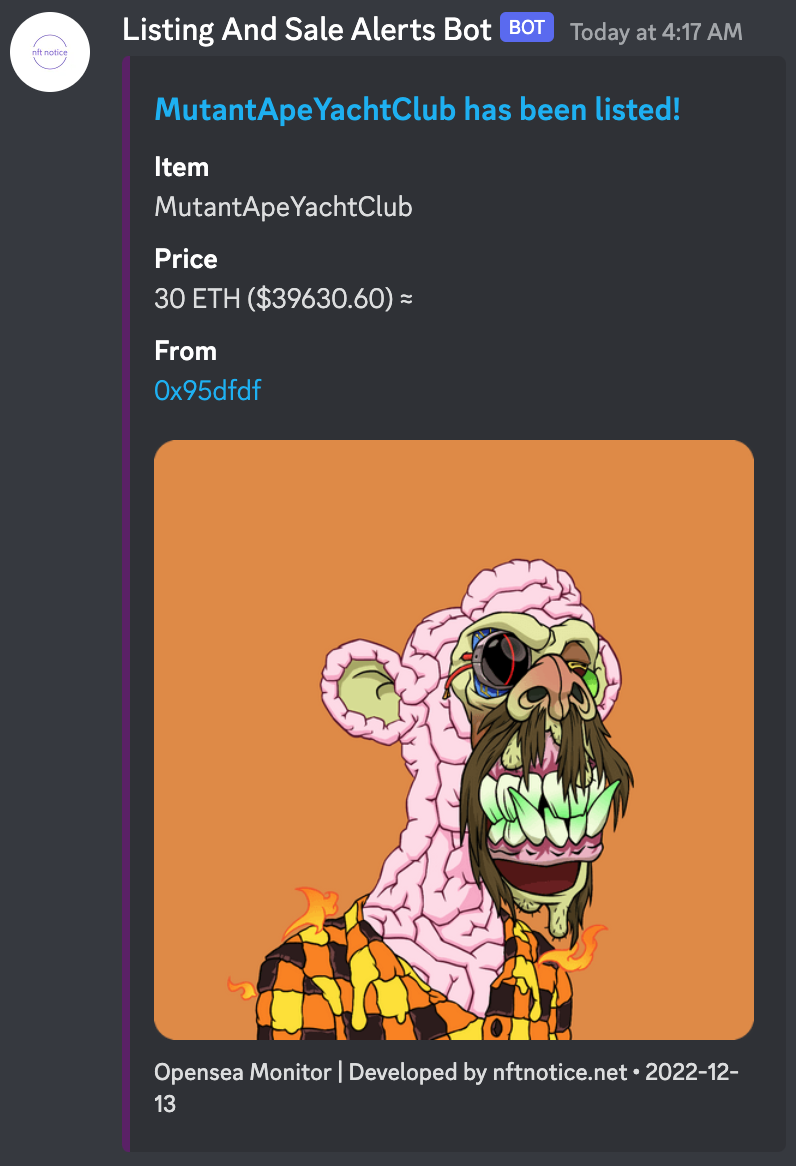 nft notice
Listing And Sale Alerts Bot BOT Today at 4:17 AM
MutantApeYachtClub has been listed!
Item
MutantApeYachtClub
Price
30 ETH ($39630.60) ≈
From
0x95dfdf
Opensea Monitor | Developed by nftnotice.net • 2022-12-
13